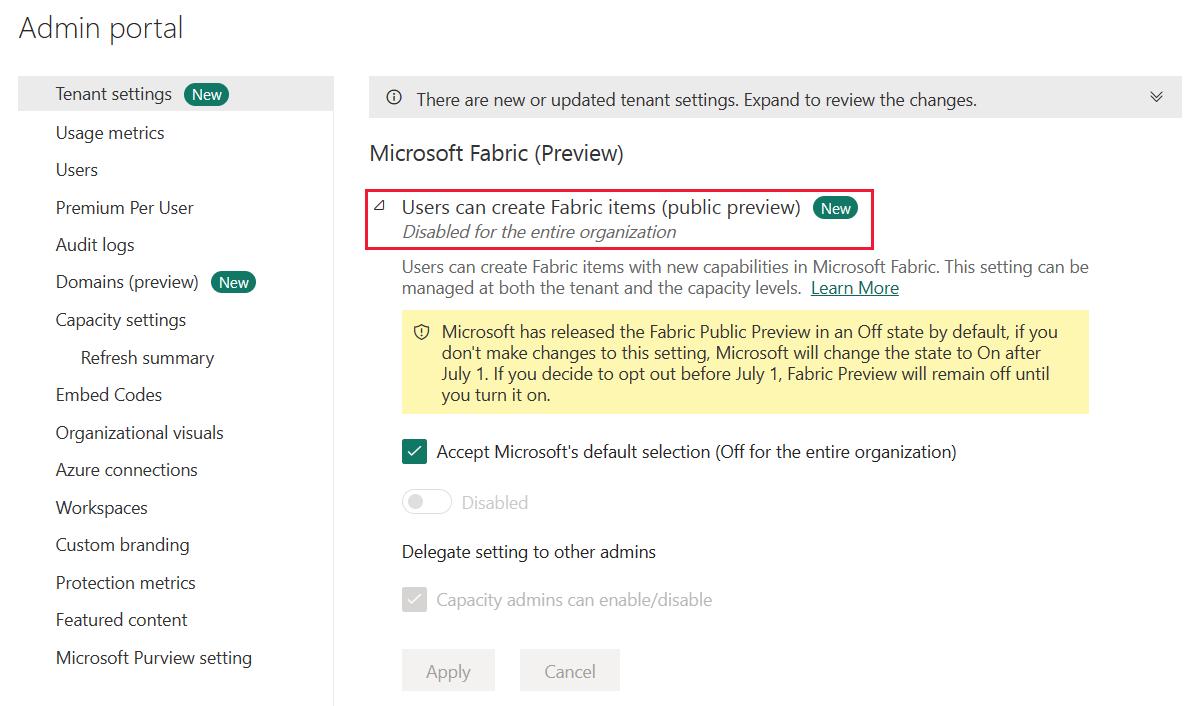 Admin portal
Tenant settings New
Usage metrics
Users
Premium Per User
Audit logs
Domains (preview) New
Capacity settings
Refresh summary
Embed Codes
Organizational visuals
Azure connections
Workspaces
Custom branding
Protection metrics
Featured content
Microsoft Purview setting
There are new or updated tenant settings. Expand to review the changes.
Microsoft Fabric (Preview)
Users can create Fabric items (public preview) New
Disabled for the entire organization
Users can create Fabric items with new capabilities in Microsoft Fabric. This setting can be
managed at both the tenant and the capacity levels. Learn More
Microsoft has released the Fabric Public Preview in an Off state by default, if you
don't make changes to this setting, Microsoft will change the state to On after
July 1. If you decide to opt out before July 1, Fabric Preview will remain off until
you turn it on.
Accept Microsoft's default selection (Off for the entire organization)
Disabled
Delegate setting to other admins
Capacity admins can enable/disable
Apply Cancel